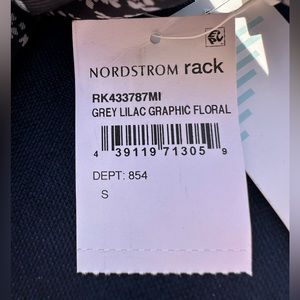 NORDSTROM rack
RK433787MI
GREY LILAC GRAPHIC FLORAL
4 39119 71305 9
DEPT: 854
S